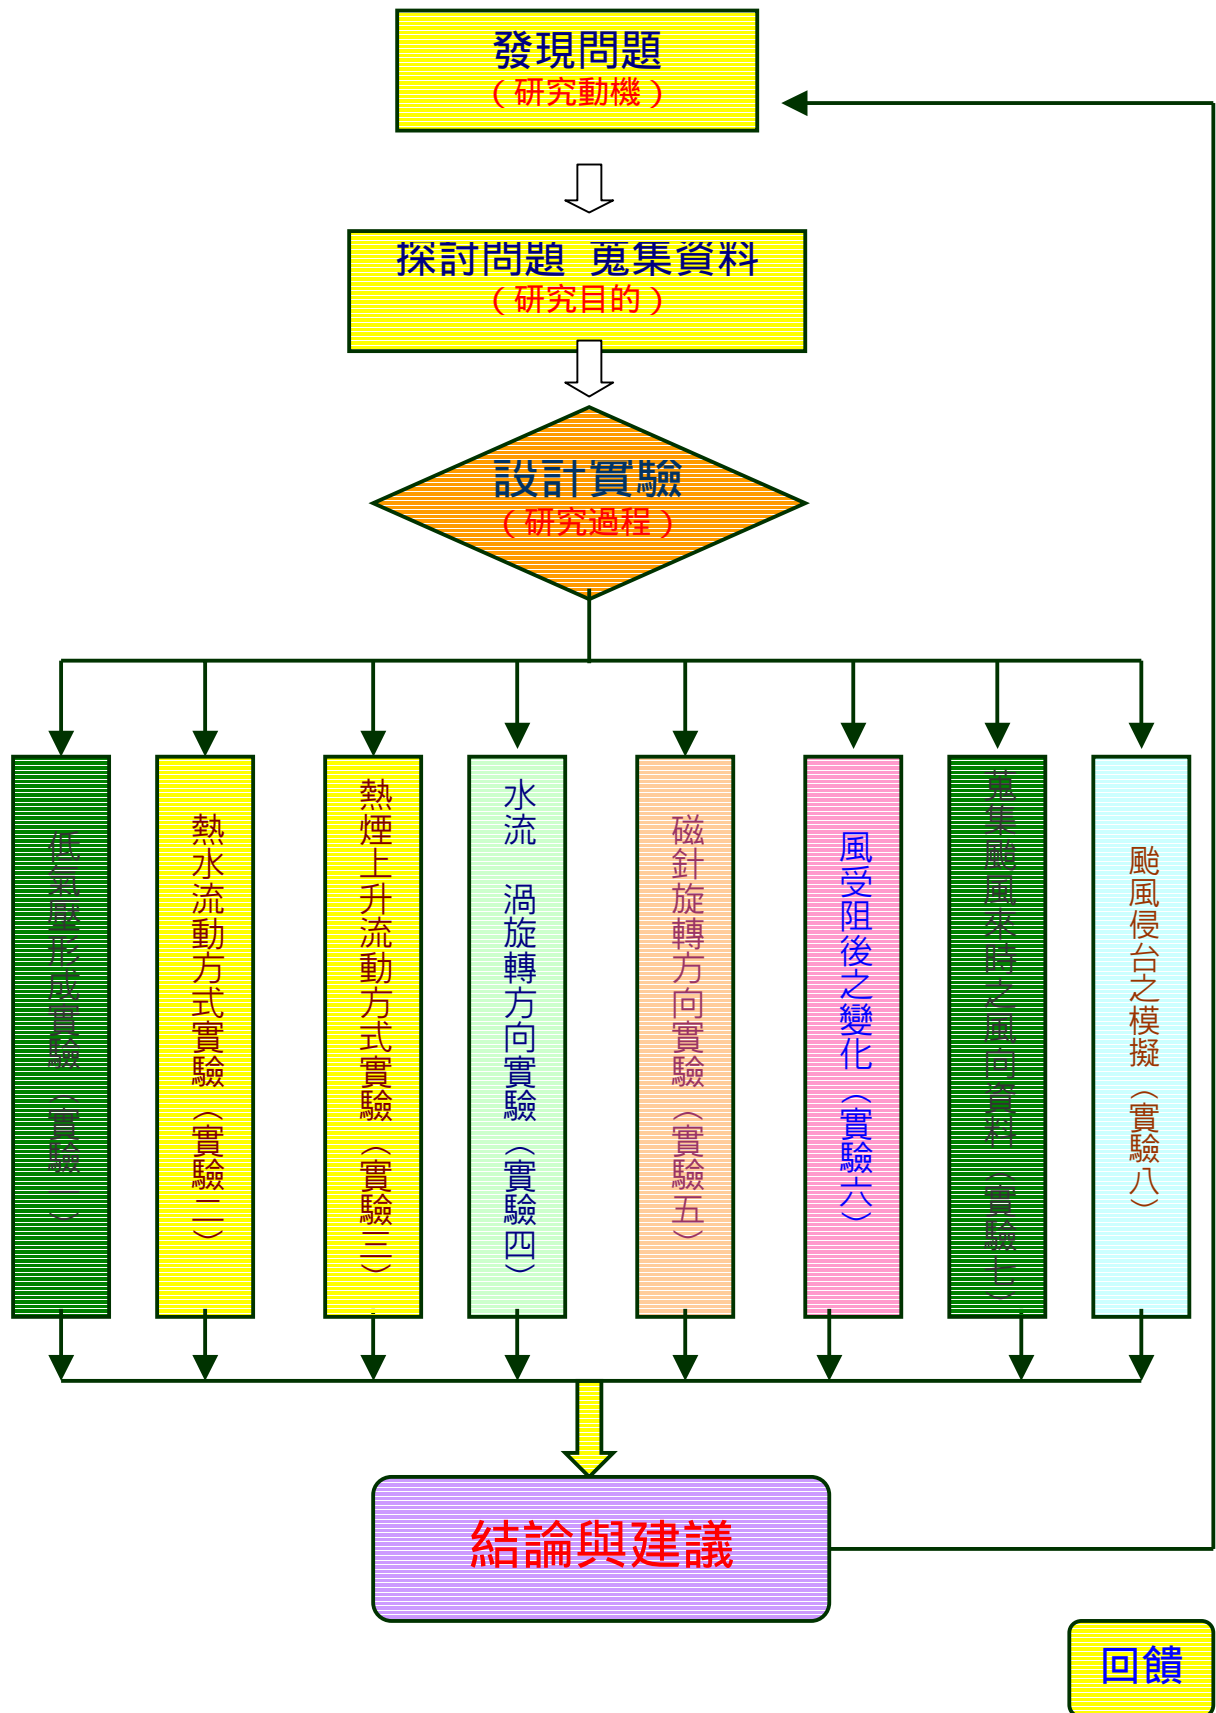 發現問題
（研究動機）
探討問題 蒐集資料
（研究目的）
設計實驗
（研究過程）
低氣壓形成實驗（實驗一）
熱水流動方式實驗（實驗二）
熱煙上升流動方式實驗（實驗三）
水流 渦旋轉方向實驗（實驗四）
磁針旋轉方向實驗（實驗五）
風受阻後之變化（實驗六）
蒐集颱風來時之風向資料（實驗七）
颱風侵台之模擬（實驗八）
結論與建議
回饋